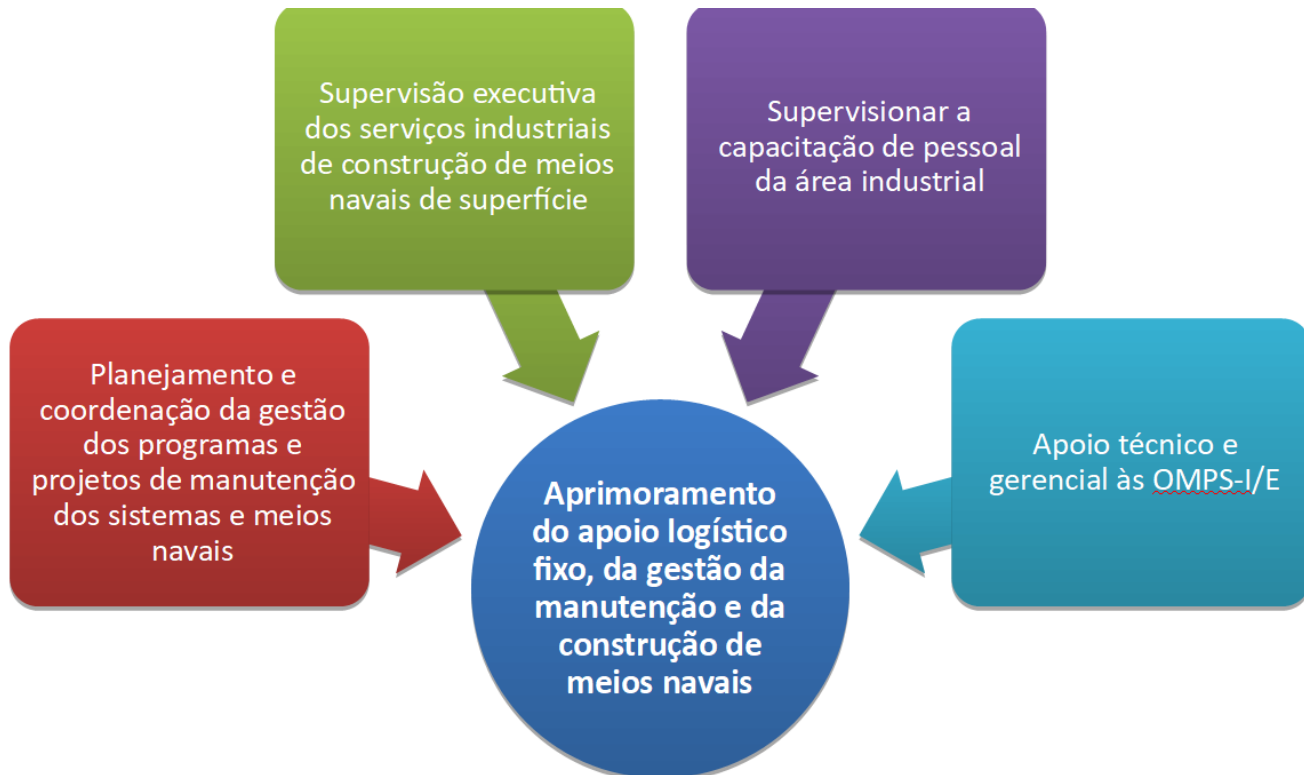 Supervisão executiva
dos serviços industriais
de construção de meios
navais de superfície
Supervisionar a
capacitação de pessoal
da área industrial
Planejamento e
coordenação da gestão
dos programas e
projetos de manutenção
dos sistemas e meios
navais
Apoio técnico e
gerencial às OMPS-I/E
Aprimoramento
do apoio logístico
fixo, da gestão da
manutenção e da
construção de
meios navais